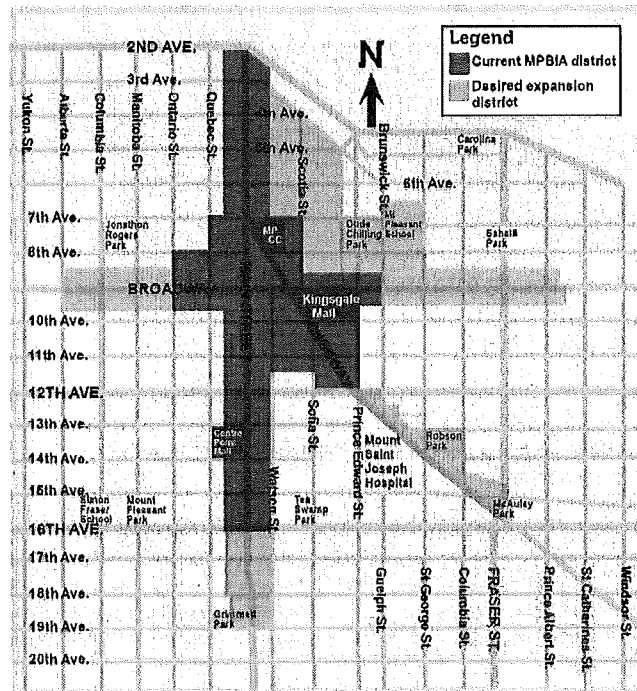 Legend
Current MPBIA district
Desired expansion
district
N
2ND AVE.
3rd Ave.
4th Ave.
5th Ave.
6th Ave.
Yukon St.
Alberta St.
Columbia St.
Manitoba St.
Ontario St.
Quebec St.
Scotia St.
Brunswick St.
Carolina
Park
7th Ave.
8th Ave.
Jonathon
Rogers
Park
MP
CC
Dude
Chilling
Park
Mt
Pleasant
School
Sahalli
Park
BROADWAY
Kingsgate
Mall
10th Ave.
11th Ave.
12TH AVE.
13th Ave.
14th Ave.
15th Ave.
16TH AVE.
17th Ave.
18th Ave.
19th Ave.
20th Ave.
Sofia St.
Prince Edward St.
Mount
Saint
Joseph
Hospital
Robson
Park
McAuley
Park
Simon
Fraser
School
Mount
Pleasant
Park
Watson St.
Tea
Swamp
Park
Grimmett
Park
Guelph St.
St George St.
Columbia St.
FRASER, ST.
Prince Albert St.
St Catherines St.
Windsor St.